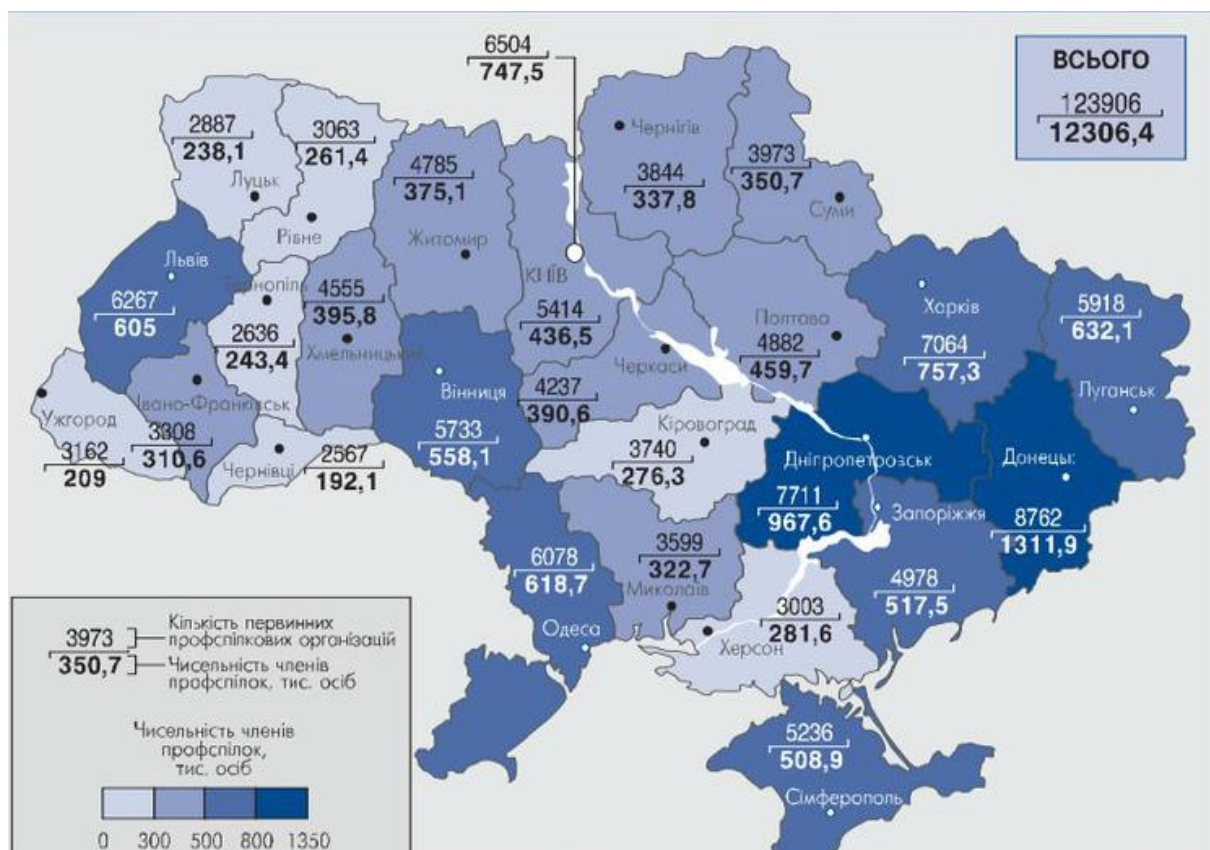 6504
747,5
ВСЬОГО
123906
12306,4
2887
238,1
Луцьк
3063
261,4
Рівне
4785
375,1
Житомир
Чернігів
3844
337,8
3973
350,7
Суми
Львів
6267
605
Тернопіль
2636
243,4
4555
395,8
Хмельницький
КИЇВ
5414
436,5
Черкаси
4237
390,6
Полтава
4882
459,7
Харків
7064
757,3
5918
632,1
Луганськ
Ужгород
3162
209
Івано-Франківськ
3308
310,6
Чернівці
2567
192,1
Вінниця
5733
558,1
Кіровоград
3740
276,3
Дніпропетровськ
7711
967,6
Донецы:
8762
1311,9
Запоріжжя
4978
517,5
6078
618,7
Одеса
3599
322,7
Миколаїв
3003
281,6
Херсон
5236
508,9
Сімферополь
3973
350,7
Кількість первинних
профспілкових організацій
Чисельність членів
профспілок, тис. осіб
Чисельність членів
профспілок,
тис. осіб
0 300 500 800 1350